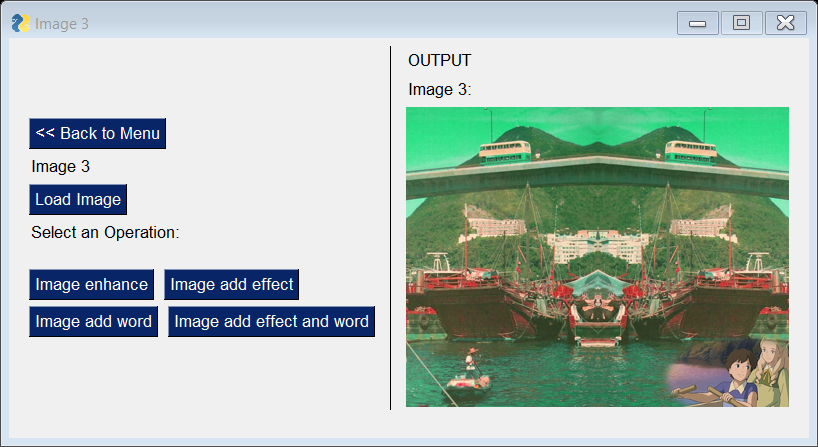 Image 3
<< Back to Menu
Image 3
Load Image
Select an Operation:
Image enhance
Image add effect
Image add word
Image add effect and word
OUTPUT
Image 3: